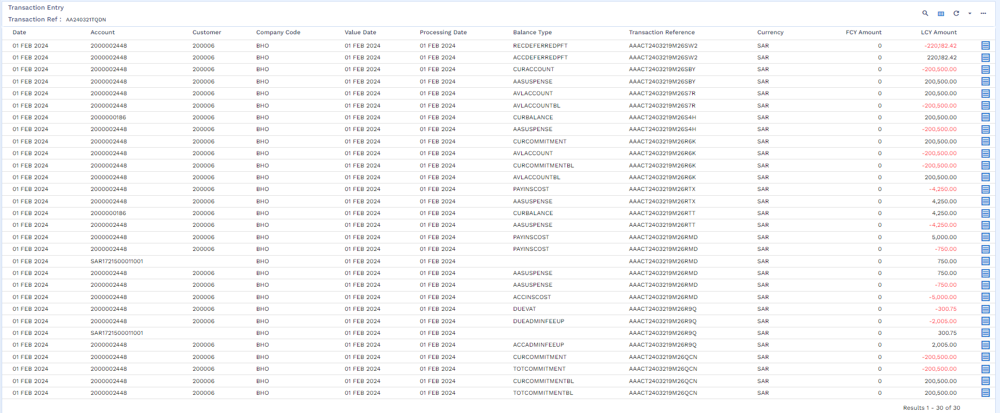 Transaction Entry
Transaction Ref : AA240321TQDN
Date Account Customer Company Code Value Date Processing Date Balance Type Transaction Reference Currency FCY Amount LCY Amount
01 FEB 2024 2000002448 200006 BHO 01 FEB 2024 01 FEB 2024 RECDEFERREDPFT AAACT2403219M26SW2 SAR 0 -220,182.42
01 FEB 2024 2000002448 200006 BHO 01 FEB 2024 01 FEB 2024 ACCDEFERREDPFT AAACT2403219M26SW2 SAR 0 220,182.42
01 FEB 2024 2000002448 200006 BHO 01 FEB 2024 01 FEB 2024 CURACCOUNT AAACT2403219M26SBY SAR 0 -200,500.00
01 FEB 2024 2000002448 200006 BHO 01 FEB 2024 01 FEB 2024 AASUSPENSE AAACT2403219M26SBY SAR 0 200,500.00
01 FEB 2024 2000002448 200006 BHO 01 FEB 2024 01 FEB 2024 AVLACCOUNT AAACT2403219M26S7R SAR 0 200,500.00
01 FEB 2024 2000002448 200006 BHO 01 FEB 2024 01 FEB 2024 AVLACCOUNTBL AAACT2403219M26S7R SAR 0 -200,500.00
01 FEB 2024 2000000186 200006 BHO 01 FEB 2024 01 FEB 2024 CURBALANCE AAACT2403219M26S4H SAR 0 200,500.00
01 FEB 2024 2000002448 200006 BHO 01 FEB 2024 01 FEB 2024 AASUSPENSE AAACT2403219M26S4H SAR 0 -200,500.00
01 FEB 2024 2000002448 200006 BHO 01 FEB 2024 01 FEB 2024 CURCOMMITMENT AAACT2403219M26R6K SAR 0 200,500.00
01 FEB 2024 2000002448 200006 BHO 01 FEB 2024 01 FEB 2024 AVLACCOUNT AAACT2403219M26R6K SAR 0 -200,500.00
01 FEB 2024 2000002448 200006 BHO 01 FEB 2024 01 FEB 2024 CURCOMMITMENTBL AAACT2403219M26R6K SAR 0 -200,500.00
01 FEB 2024 2000002448 200006 BHO 01 FEB 2024 01 FEB 2024 AVLACCOUNTBL AAACT2403219M26R6K SAR 0 200,500.00
01 FEB 2024 2000002448 200006 BHO 01 FEB 2024 01 FEB 2024 PAYINSCOST AAACT2403219M26RTX SAR 0 -4,250.00
01 FEB 2024 2000002448 200006 BHO 01 FEB 2024 01 FEB 2024 AASUSPENSE AAACT2403219M26RTX SAR 0 4,250.00
01 FEB 2024 2000000186 200006 BHO 01 FEB 2024 01 FEB 2024 CURBALANCE AAACT2403219M26RTT SAR 0 4,250.00
01 FEB 2024 2000002448 200006 BHO 01 FEB 2024 01 FEB 2024 AASUSPENSE AAACT2403219M26RTT SAR 0 -4,250.00
01 FEB 2024 2000002448 200006 BHO 01 FEB 2024 01 FEB 2024 PAYINSCOST AAACT2403219M26RMD SAR 0 5,000.00
01 FEB 2024 2000002448 200006 BHO 01 FEB 2024 01 FEB 2024 PAYINSCOST AAACT2403219M26RMD SAR 0 -750.00
01 FEB 2024 SAR1721500011001 BHO 01 FEB 2024 01 FEB 2024 AAACT2403219M26RMD SAR 0 750.00
01 FEB 2024 2000002448 200006 BHO 01 FEB 2024 01 FEB 2024 AASUSPENSE AAACT2403219M26RMD SAR 0 750.00
01 FEB 2024 2000002448 200006 BHO 01 FEB 2024 01 FEB 2024 AASUSPENSE AAACT2403219M26RMD SAR 0 -750.00
01 FEB 2024 2000002448 200006 BHO 01 FEB 2024 01 FEB 2024 ACCINSCOST AAACT2403219M26RMD SAR 0 -5,000.00
01 FEB 2024 2000002448 200006 BHO 01 FEB 2024 01 FEB 2024 DUEVAT AAACT2403219M26R9Q SAR 0 -300.75
01 FEB 2024 2000002448 200006 BHO 01 FEB 2024 01 FEB 2024 DUEADMINFEEUP AAACT2403219M26R9Q SAR 0 -2,005.00
01 FEB 2024 SAR1721500011001 BHO 01 FEB 2024 01 FEB 2024 AAACT2403219M26R9Q SAR 0 300.75
01 FEB 2024 2000002448 200006 BHO 01 FEB 2024 01 FEB 2024 ACCADMINFEEUP AAACT2403219M26R9Q SAR 0 2,005.00
01 FEB 2024 2000002448 200006 BHO 01 FEB 2024 01 FEB 2024 CURCOMMITMENT AAACT2403219M26QCN SAR 0 -200,500.00
01 FEB 2024 2000002448 200006 BHO 01 FEB 2024 01 FEB 2024 TOTCOMMITMENT AAACT2403219M26QCN SAR 0 -200,500.00
01 FEB 2024 2000002448 200006 BHO 01 FEB 2024 01 FEB 2024 CURCOMMITMENTBL AAACT2403219M26QCN SAR 0 200,500.00
01 FEB 2024 2000002448 200006 BHO 01 FEB 2024 01 FEB 2024 TOTCOMMITMENTBL AAACT2403219M26QCN SAR 0 200,500.00
Results 1 - 30 of 30